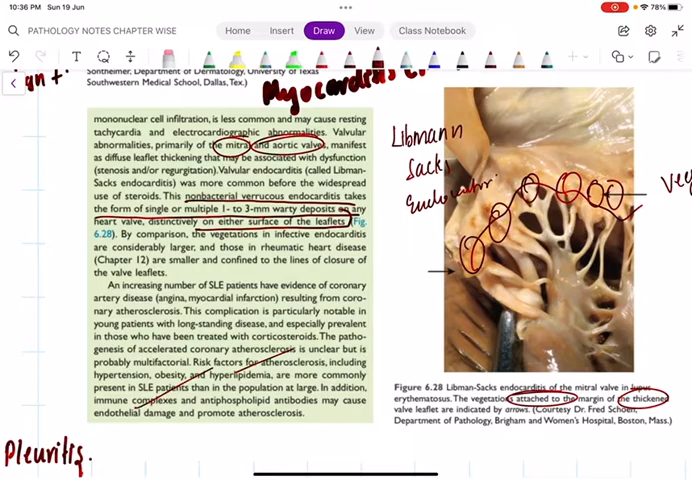 10:36 PM Sun 19 Jun
78%
PATHOLOGY NOTES CHAPTER WISE
Home Insert Draw View Class Notebook
Sontheimer, Department of Dermatology, University of Texas
Southwestern Medical School, Dallas, Tex.)
Myocarditis
mononuclear cell infiltration, is less common and may cause resting
tachycardia and electrocardiographic abnormalities. Valvular
abnormalities, primarily of the mitral and aortic valves, manifest
as diffuse leaflet thickening that may be associated with dysfunction
(stenosis and/or regurgitation). Valvular endocarditis (called Libman-
Sacks endocarditis) was more common before the widespread
use of steroids. This nonbacterial verrucous endocarditis takes
the form of single or multiple 1- to 3-mm warty deposits on any
heart valve, distinctively on either surface of the leaflets (Fig.
6.28). By comparison, the vegetations in infective endocarditis
are considerably larger, and those in rheumatic heart disease
(Chapter 12) are smaller and confined to the lines of closure of
the valve leaflets.
An increasing number of SLE patients have evidence of coronary
artery disease (angina, myocardial infarction) resulting from coro-
nary atherosclerosis. This complication is particularly notable in
young patients with long-standing disease, and especially prevalent
in those who have been treated with corticosteroids. The patho-
genesis of accelerated coronary atherosclerosis is unclear but is
probably multifactorial. Risk factors for atherosclerosis, including
hypertension, obesity, and hyperlipidemia, are more commonly
present in SLE patients than in the population at large. In addition,
immune complexes and antiphospholipid antibodies may cause
endothelial damage and promote atherosclerosis.
Libmann
Sacks
Veg
Figure 6.28 Libman-Sacks endocarditis of the mitral valve in lupus
erythematosus. The vegetations attached to the margin of the thickened
valve leaflet are indicated by arrows. (Courtesy Dr. Fred Schoen,
Department of Pathology, Brigham and Women's Hospital, Boston, Mass.)
Pleuritis.